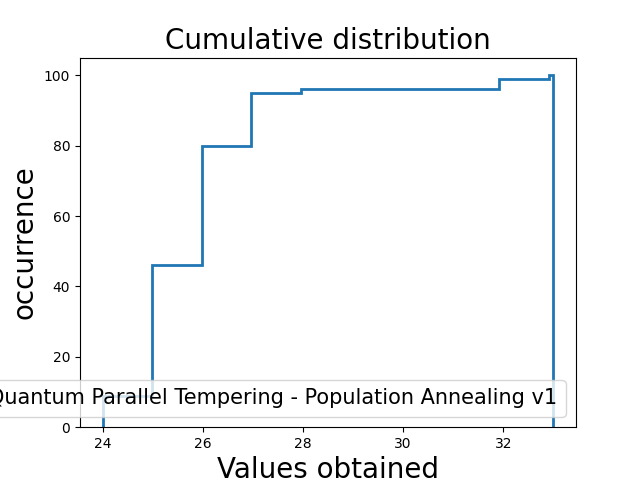 Cumulative distribution
occurrence
100
80
60
40
20
0
Quantum Parallel Tempering - Population Annealing v1
24 26 28 30 32
Values obtained